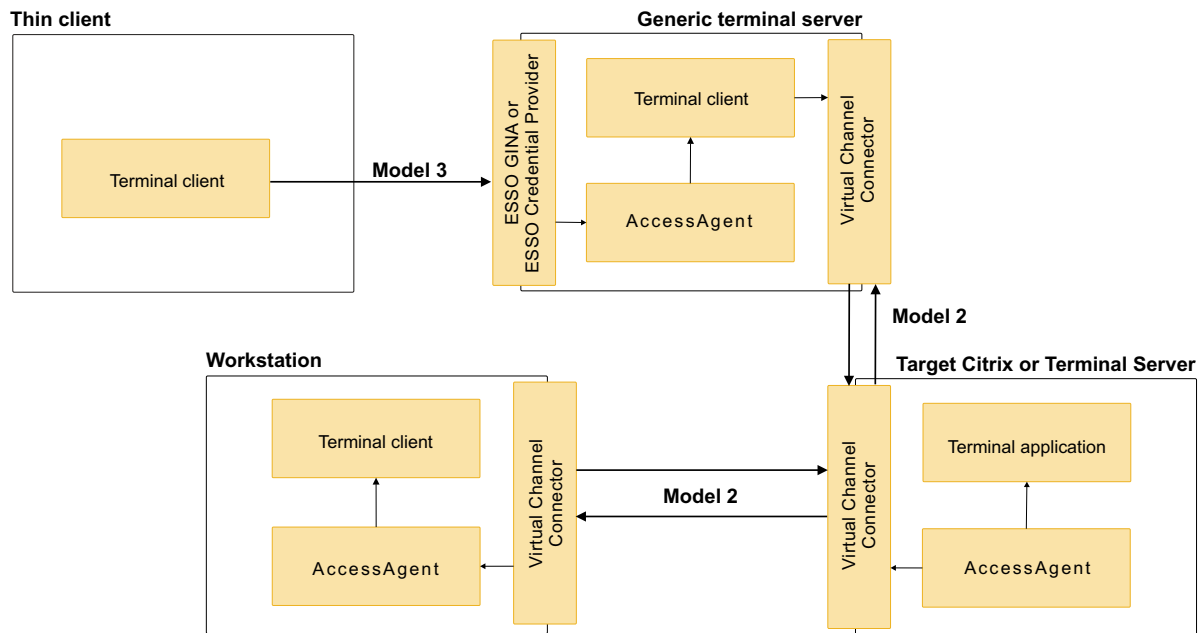 Thin client
Generic terminal server
Terminal client
Model 3
ESSO GINA or
ESSO Credential Provider
Terminal client
AccessAgent
Virtual Channel
Connector
Model 2
Workstation
Target Citrix or Terminal Server
Terminal client
AccessAgent
Virtual Channel
Connector
Model 2
Virtual Channel
Connector
Terminal application
AccessAgent